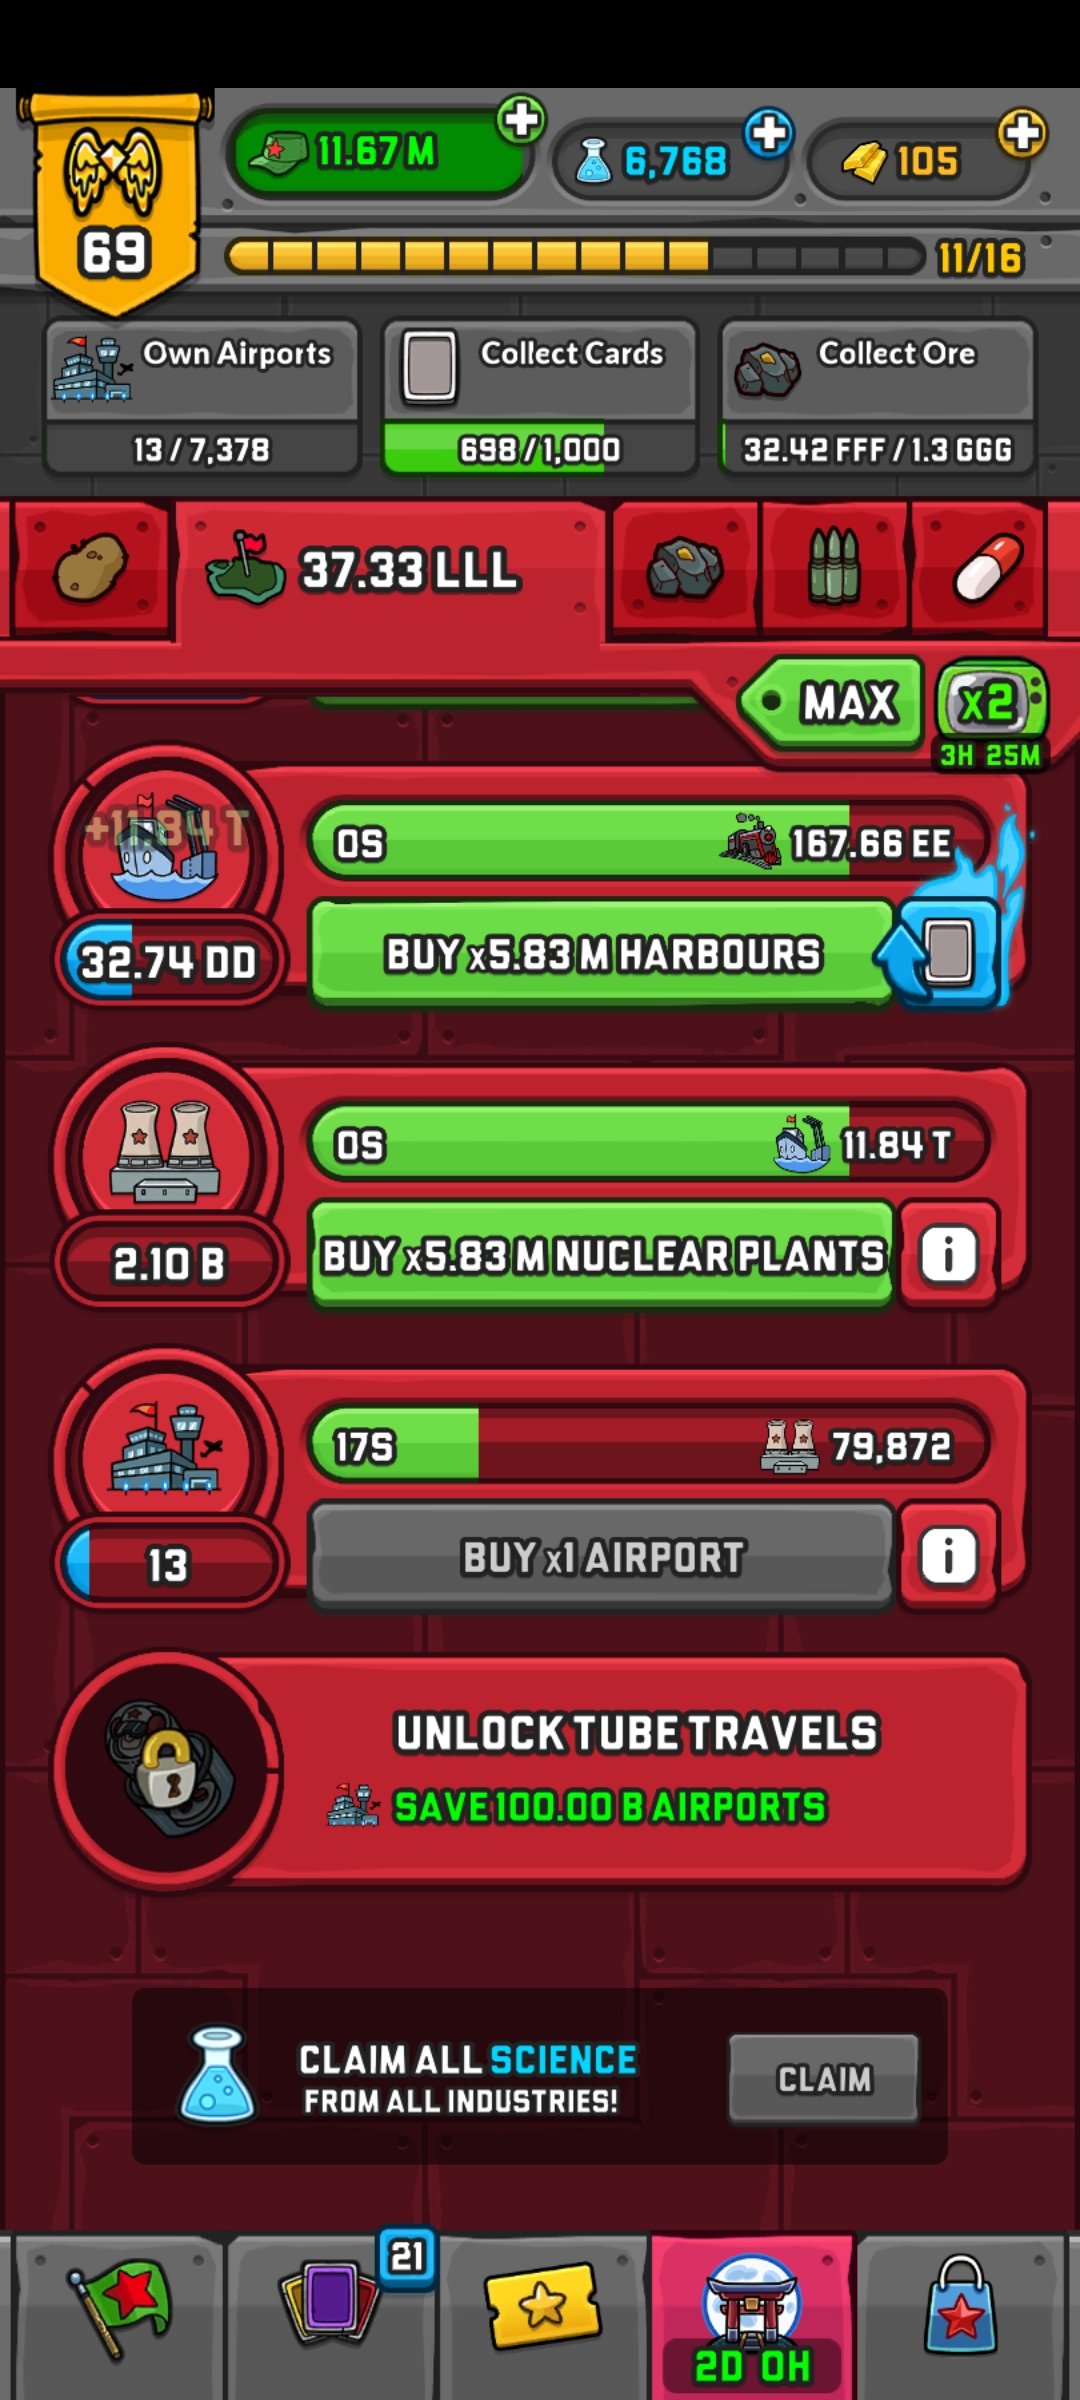 11.67 M
6,768
105
69
11/16
Own Airports
Collect Cards
Collect Ore
13 / 7,378
698 / 1,000
32.42 FFF / 1.3 GGG
37.33 LLL
MAX
x2
3H 25M
+11.84 T
0S
167.66 EE
32.74 DD
BUY x5.83 M HARBOURS
0S
11.84 T
2.10 B
BUY x5.83 M NUCLEAR PLANTS
i
17S
79,872
13
BUY x1 AIRPORT
i
UNLOCK TUBE TRAVELS
SAVE 100.00 B AIRPORTS
CLAIM ALL SCIENCE
FROM ALL INDUSTRIES!
CLAIM
21
2D 0H